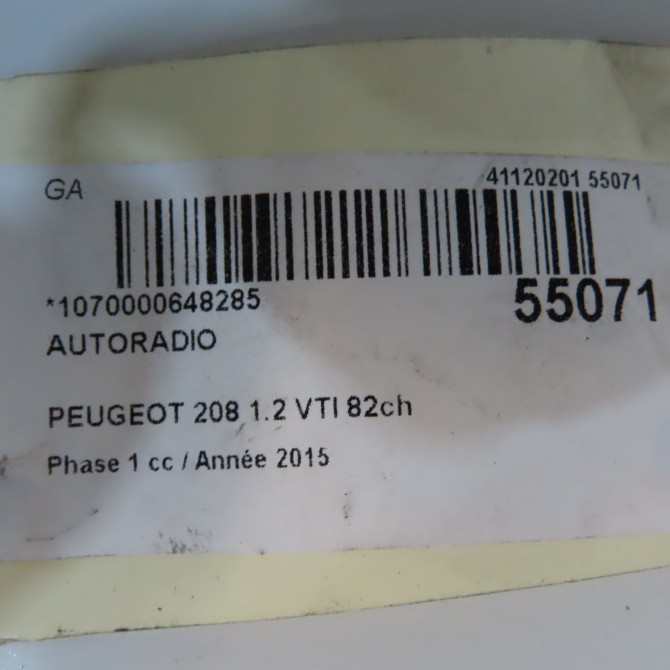 GA
41120201 55071
*1070000648285
55071
AUTORADIO
PEUGEOT 208 1.2 VTI 82ch
Phase 1 cc / Année 2015